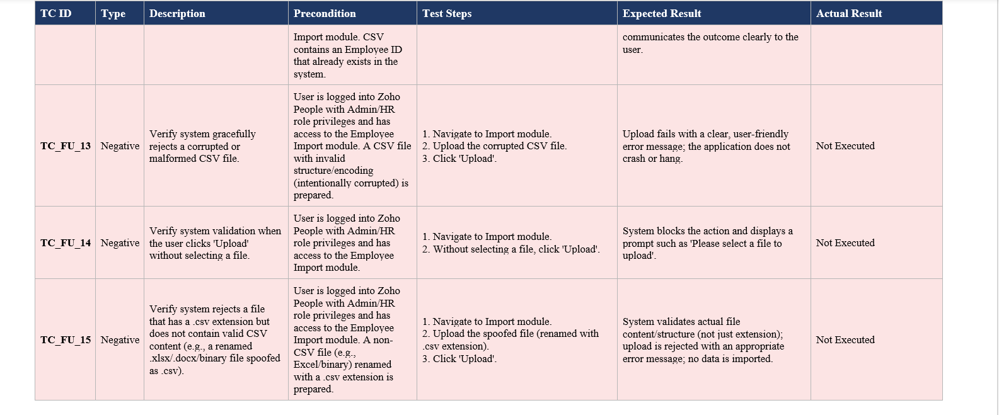 TC ID Type Description Precondition Test Steps Expected Result Actual Result
Import module. CSV
contains an Employee ID
that already exists in the
system.
communicates the outcome clearly to the
user.
TC_FU_13
Negative
Verify system gracefully
rejects a corrupted or
malformed CSV file.
User is logged into Zoho
People with Admin/HR
role privileges and has
access to the Employee
Import module. A CSV file
with invalid
structure/encoding
(intentionally corrupted) is
prepared.
1. Navigate to Import module.
2. Upload the corrupted CSV file.
3. Click 'Upload'.
Upload fails with a clear, user-friendly
error message; the application does not
crash or hang.
Not Executed
TC_FU_14
Negative
Verify system validation when
the user clicks 'Upload'
without selecting a file.
User is logged into Zoho
People with Admin/HR
role privileges and has
access to the Employee
Import module.
1. Navigate to Import module.
2. Without selecting a file, click 'Upload'.
System blocks the action and displays a
prompt such as 'Please select a file to
upload'.
Not Executed
TC_FU_15
Negative
Verify system rejects a file
that has a .csv extension but
does not contain valid CSV
content (e.g., a renamed
.xlsx/.docx/binary file spoofed
as .csv).
User is logged into Zoho
People with Admin/HR
role privileges and has
access to the Employee
Import module. A non-
CSV file (e.g.,
Excel/binary) renamed
with a .csv extension is
prepared.
1. Navigate to Import module.
2. Upload the spoofed file (renamed with
.csv extension).
3. Click 'Upload'.
System validates actual file
content/structure (not just extension);
upload is rejected with an appropriate
error message; no data is imported.
Not Executed